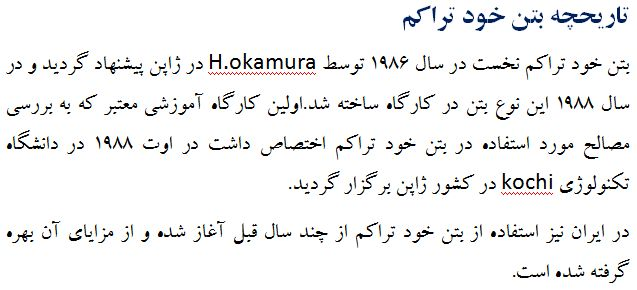 تاریحچه بتن خود تراکم
بتن خود تراکم نخست در سال ۱۹۸۶ توسط H.okamura در ژاپن پیشنهاد گردید و در
سال ۱۹۸۸ این نوع بتن در کارگاه ساخته شد.اولین کارگاه آموزشی معتبر که به بررسی
مصالح مورد استفاده در بتن خود تراکم اختصاص داشت در اوت ۱۹۸۸ در دانشگاه
تکنولوژی kochi در کشور ژاپن برگزار گردید.
در ایران نیز استفاده از بتن خود تراکم از چند سال قبل آغاز شده و از مزایای آن بهره
گرفته شده است.